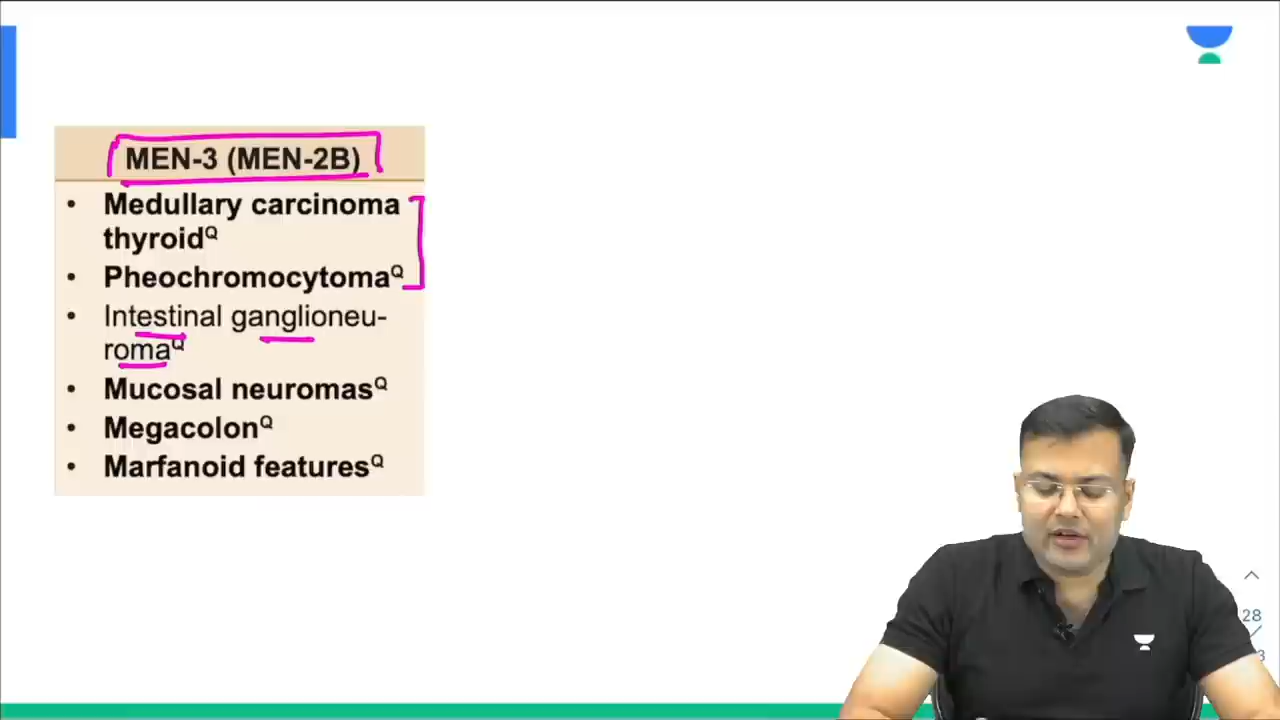 MEN-3 (MEN-2B)
• Medullary carcinoma
thyroidQ
• PheochromocytomaQ
• Intestinal ganglioneu-
romaQ
• Mucosal neuromasQ
• MegacolonQ
• Marfanoid featuresQ
28